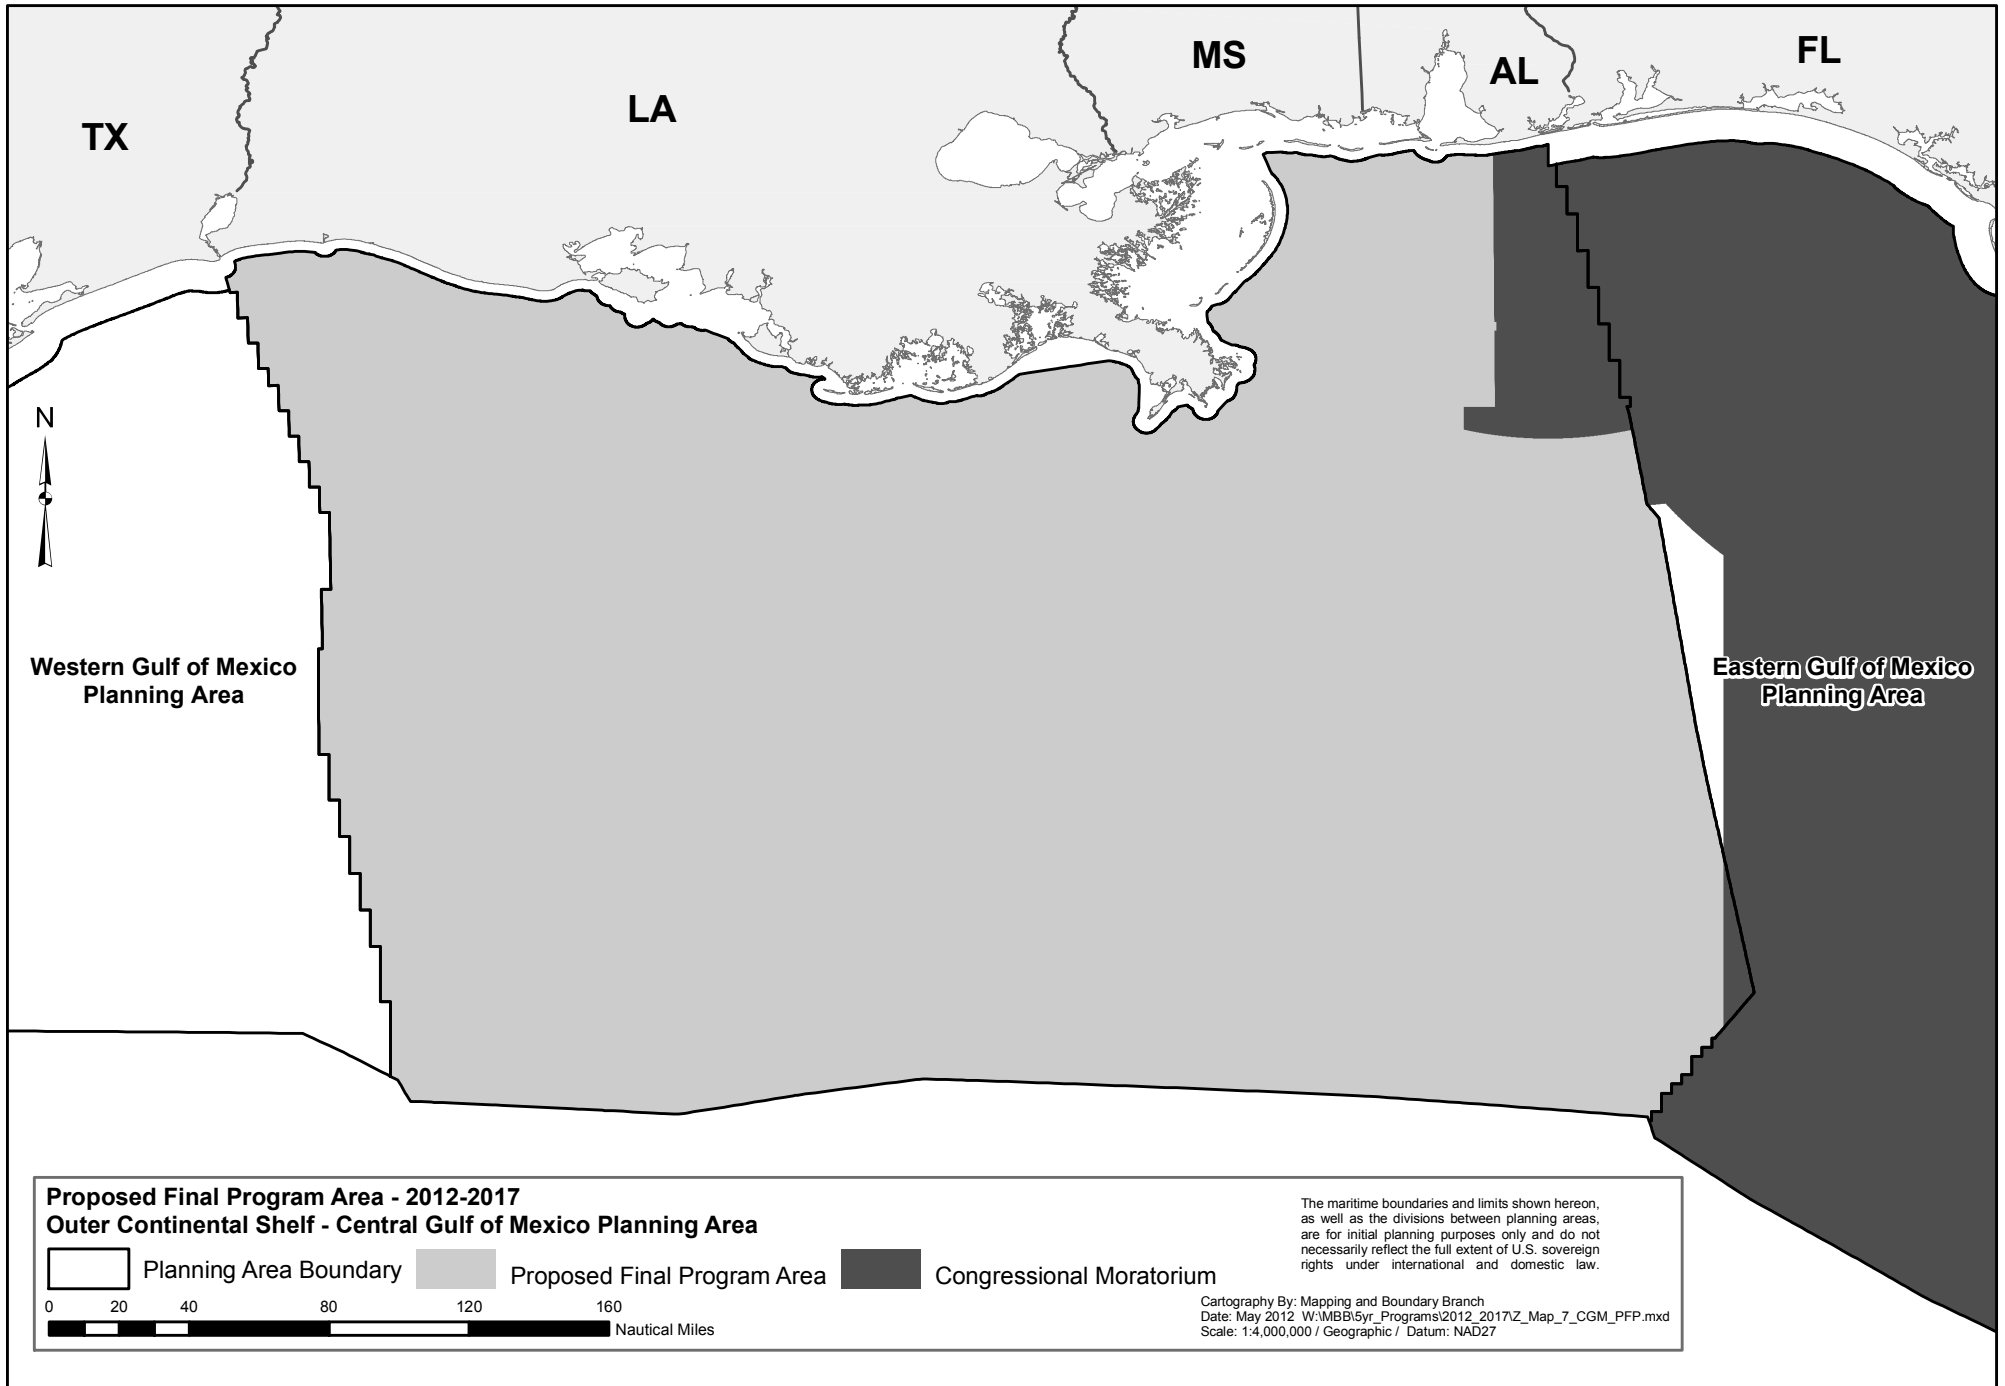 TX
LA
MS
AL
FL
N
Western Gulf of Mexico
Planning Area
Eastern Gulf of Mexico
Planning Area
Proposed Final Program Area - 2012-2017
Outer Continental Shelf - Central Gulf of Mexico Planning Area
Planning Area Boundary
Proposed Final Program Area
Congressional Moratorium
0 20 40 80 120 160
Nautical Miles
The maritime boundaries and limits shown hereon,
as well as the divisions between planning areas,
are for initial planning purposes only and do not
necessarily reflect the full extent of U.S. sovereign
rights under international and domestic law.
Cartography By: Mapping and Boundary Branch
Date: May 2012 W:\MBB\5yr_Programs\2012_2017\Z_Map_7_CGM_PFP.mxd
Scale: 1:4,000,000 / Geographic / Datum: NAD27